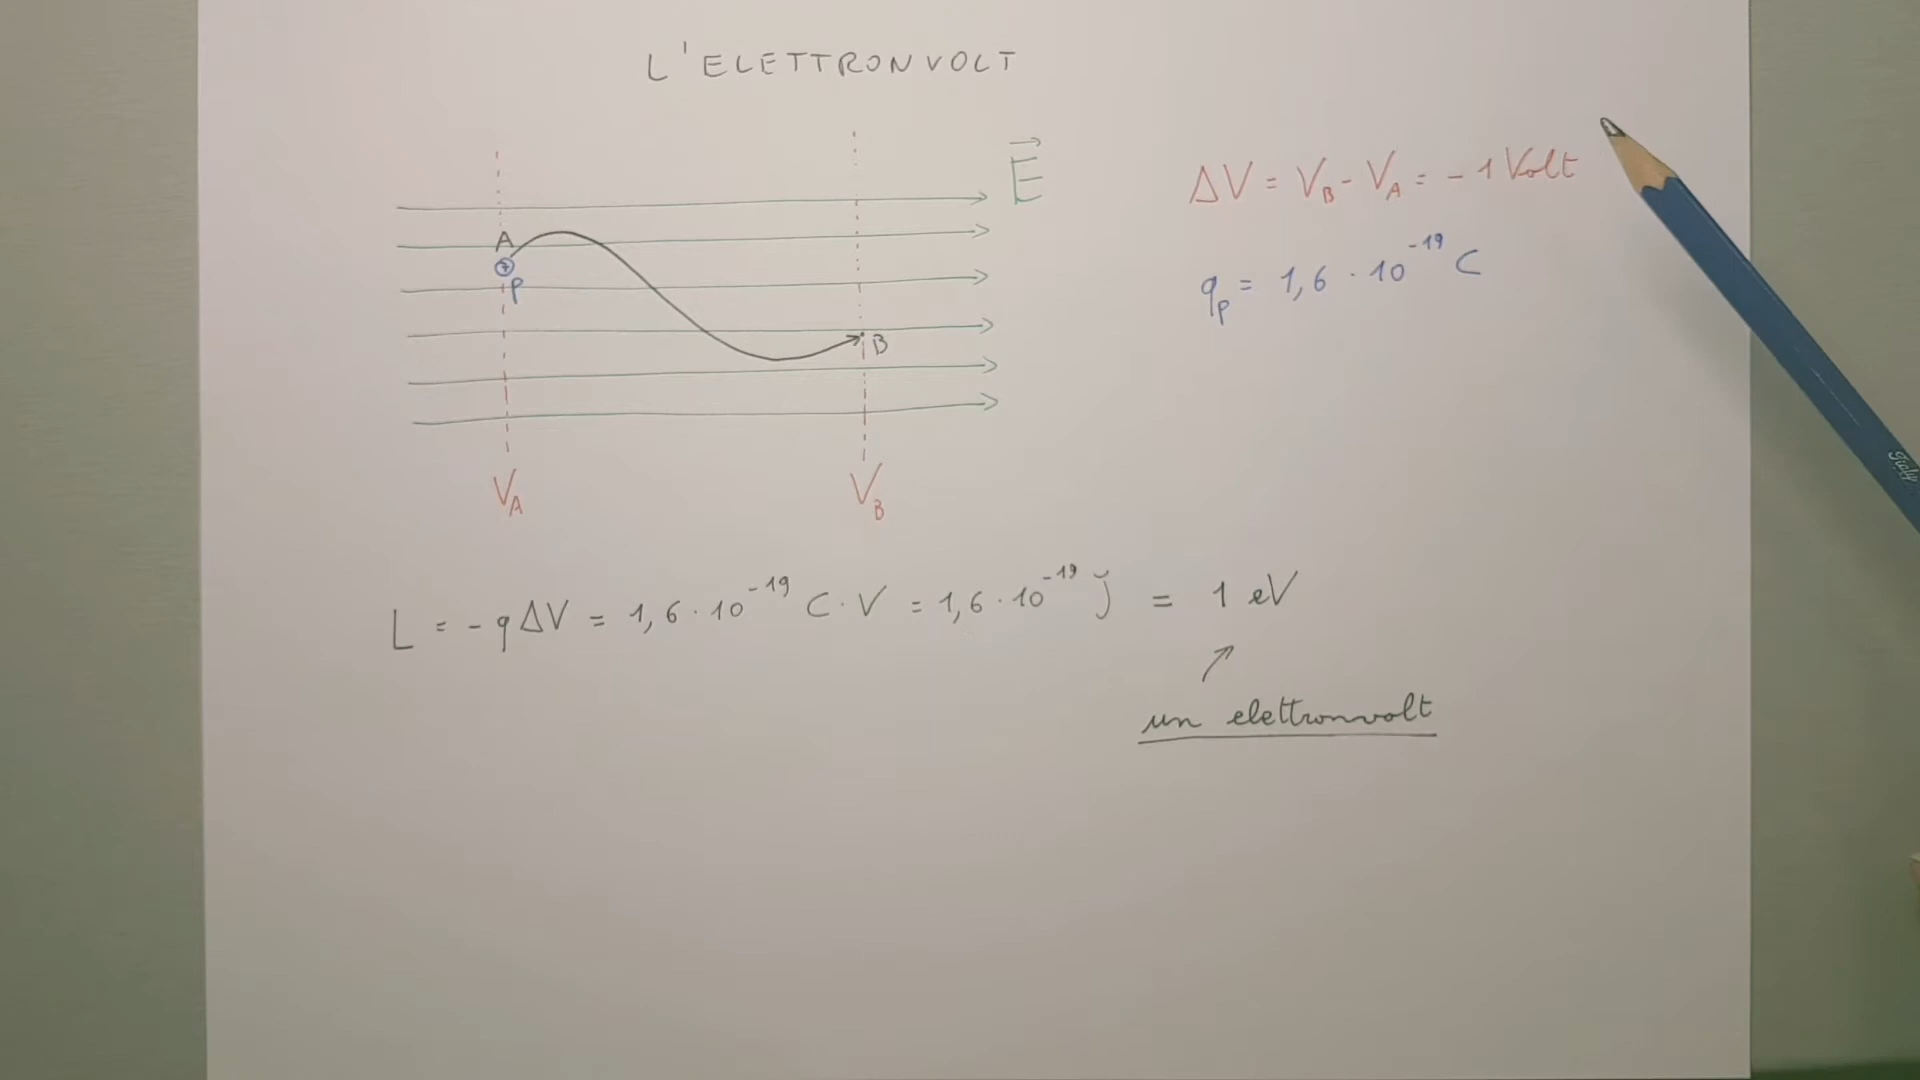 L'ELETTRONVOLT
E
ΔV = V_B - V_A = - 1 Volt
A
P
q_p = 1,6 · 10^-19 C
B
V_A
V_B
L = - q ΔV = 1,6 · 10^-19 C · V = 1,6 · 10^-19 J = 1 eV
un elettronvolt